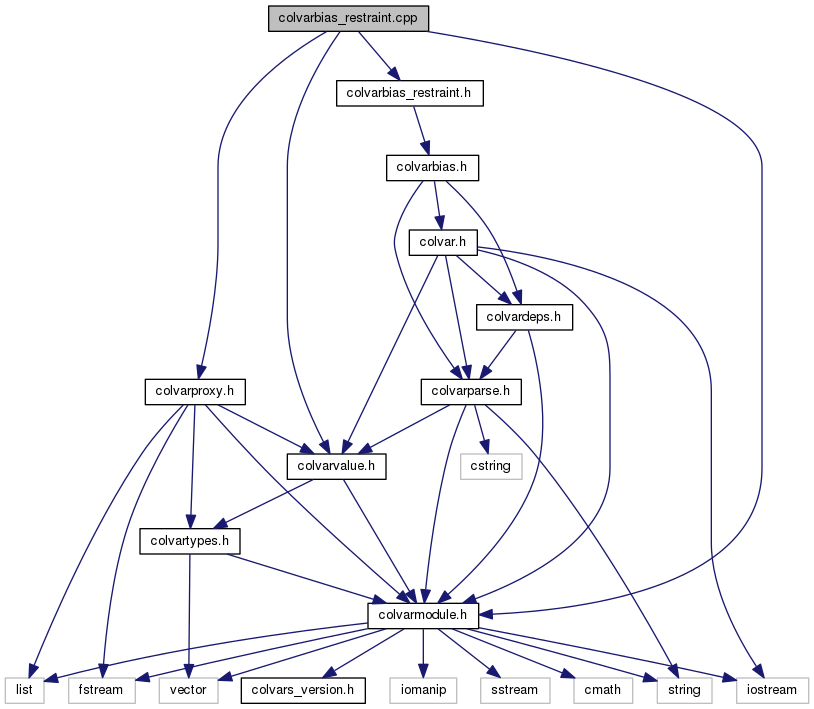 colvarbias_restraint.cpp
colvarbias_restraint.h
colvarbias.h
colvar.h
colvardeps.h
colvarproxy.h
colvarparse.h
colvarvalue.h
cstring
colvartypes.h
colvarmodule.h
list
fstream
vector
colvars_version.h
iomanip
sstream
cmath
string
iostream